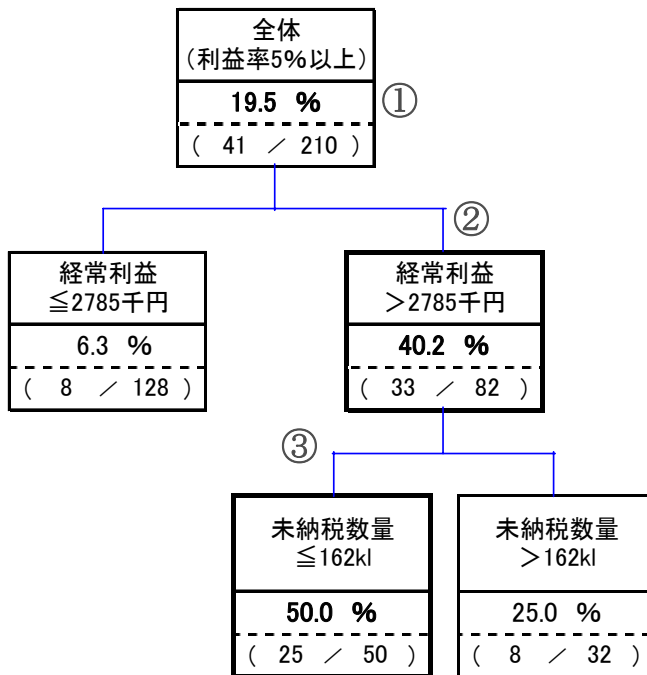 全体
（利益率5％以上）
19.5 ％
①
( 41 ／ 210 )
②
経常利益
≦2785千円
6.3 ％
( 8 ／ 128 )
経常利益
＞2785千円
40.2 ％
( 33 ／ 82 )
③
未納税数量
≦162kl
50.0 ％
( 25 ／ 50 )
未納税数量
＞162kl
25.0 ％
( 8 ／ 32 )